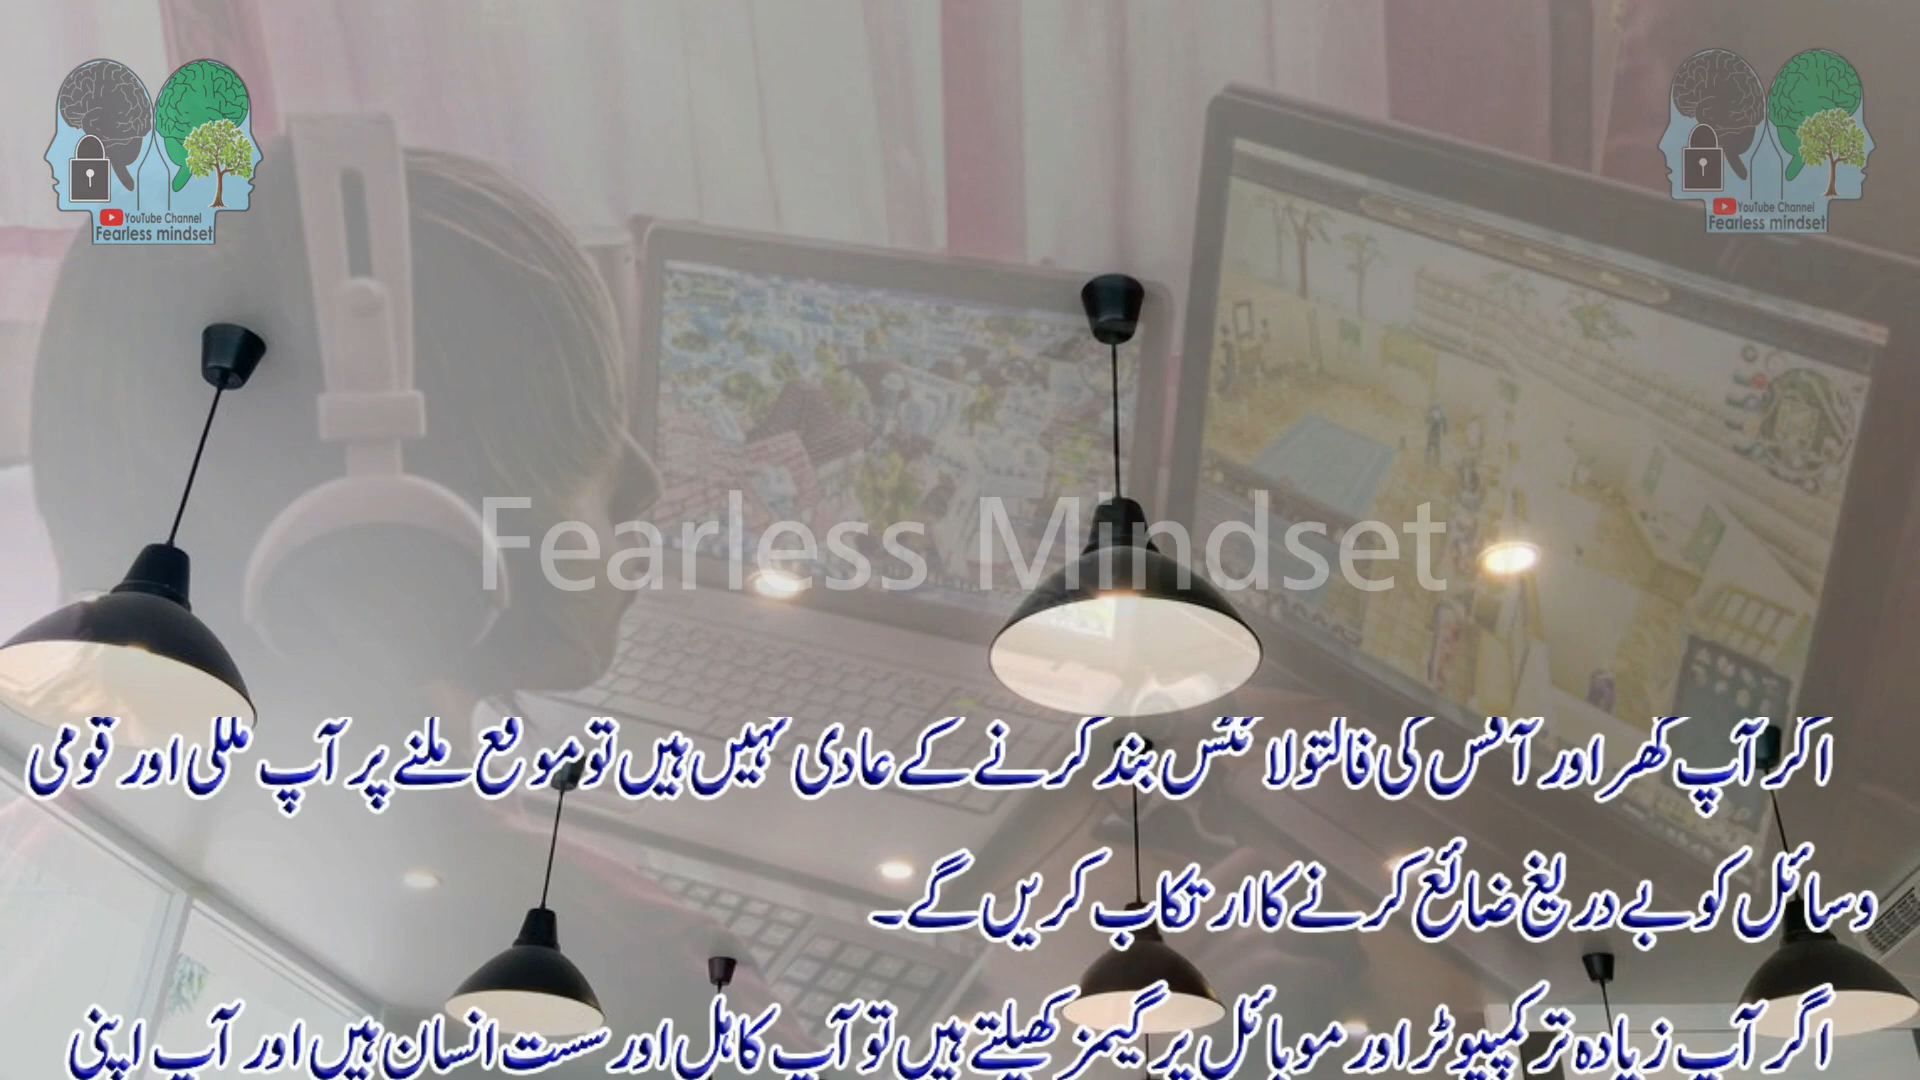 YouTube Channel
Fearless mindset
YouTube Channel
Fearless mindset
Fearless Mindset
اگر آپ گھر اور آفس کی فالتو لائٹس بند کرنے کے عادی نہیں ہیں تو موقع ملنے پر آپ مللی اور قومی
وسائل کو بے دریغ ضائع کرنے کا ارتکاب کریں گے۔
اگر آپ زیادہ تر کمپیوٹر اور موبائل پر گیمز کھیلتے ہیں تو آپ کاہل اور سست انسان ہیں اور آپ اپنی